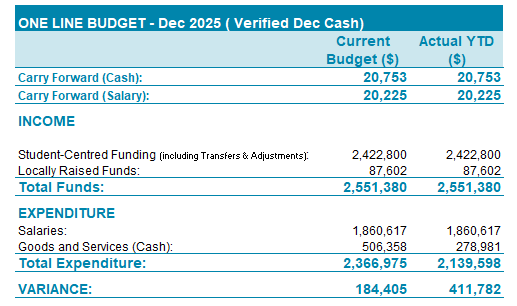 ONE LINE BUDGET - Dec 2025 ( Verified Dec Cash)
Current Budget ($) Actual YTD ($)
Carry Forward (Cash): 20,753 20,753
Carry Forward (Salary): 20,225 20,225
INCOME
Student-Centred Funding (including Transfers & Adjustments): 2,422,800 2,422,800
Locally Raised Funds: 87,602 87,602
Total Funds: 2,551,380 2,551,380
EXPENDITURE
Salaries: 1,860,617 1,860,617
Goods and Services (Cash): 506,358 278,981
Total Expenditure: 2,366,975 2,139,598
VARIANCE: 184,405 411,782